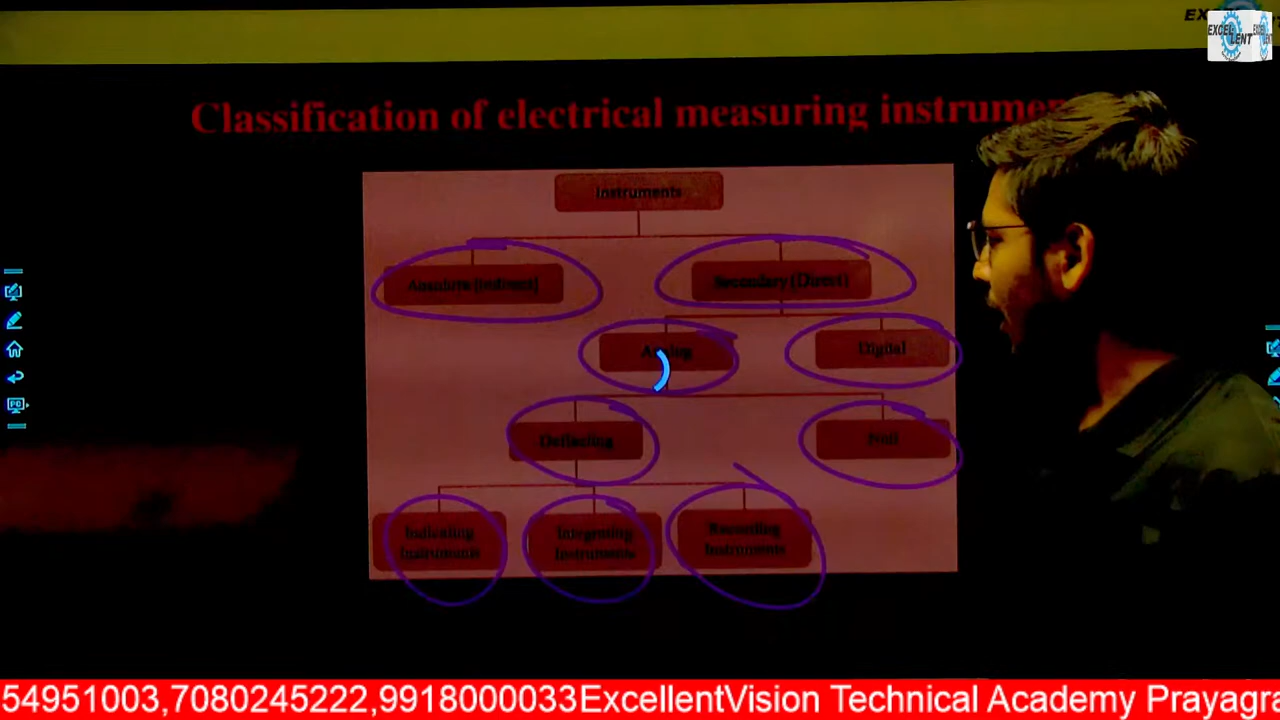 EXCEL
LENT
Classification of electrical measuring instrumen
Instruments
Absolute (Indirect)
Secondary (Direct)
Analog
Digital
Deflecting
Null
Indicating
Instruments
Integrating
Instruments
Recording
Instruments
54951003,7080245222,9918000033ExcellentVision Technical Academy Prayagra